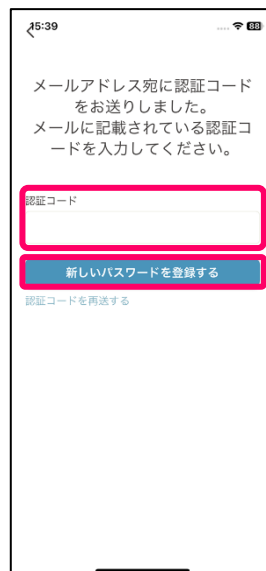 15:39
88
メールアドレス宛に認証コード
をお送りしました。
メールに記載されている認証コ
ードを入力してください。
認証コード
新しいパスワードを登録する
認証コードを再送する